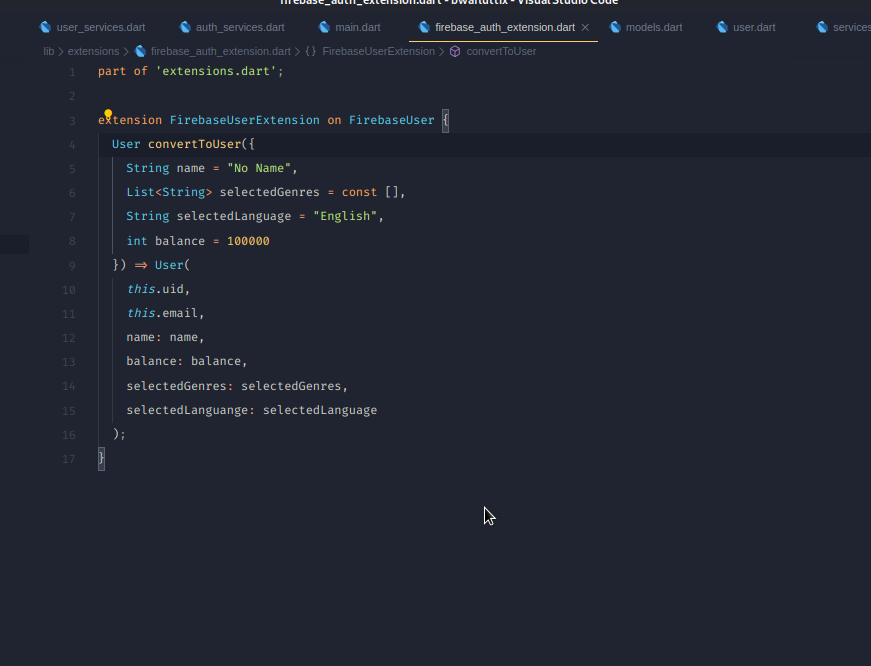 firebase_auth_extension.dart - bwaflutix - Visual Studio Code
user_services.dart auth_services.dart main.dart firebase_auth_extension.dart models.dart user.dart services
lib > extensions > firebase_auth_extension.dart > {} FirebaseUserExtension > convertToUser
1 part of 'extensions.dart';
2
3 extension FirebaseUserExtension on FirebaseUser {
4 User convertToUser({
5 String name = "No Name",
6 List<String> selectedGenres = const [],
7 String selectedLanguage = "English",
8 int balance = 100000
9 }) => User(
10 this.uid,
11 this.email,
12 name: name,
13 balance: balance,
14 selectedGenres: selectedGenres,
15 selectedLanguange: selectedLanguage
16 );
17 }